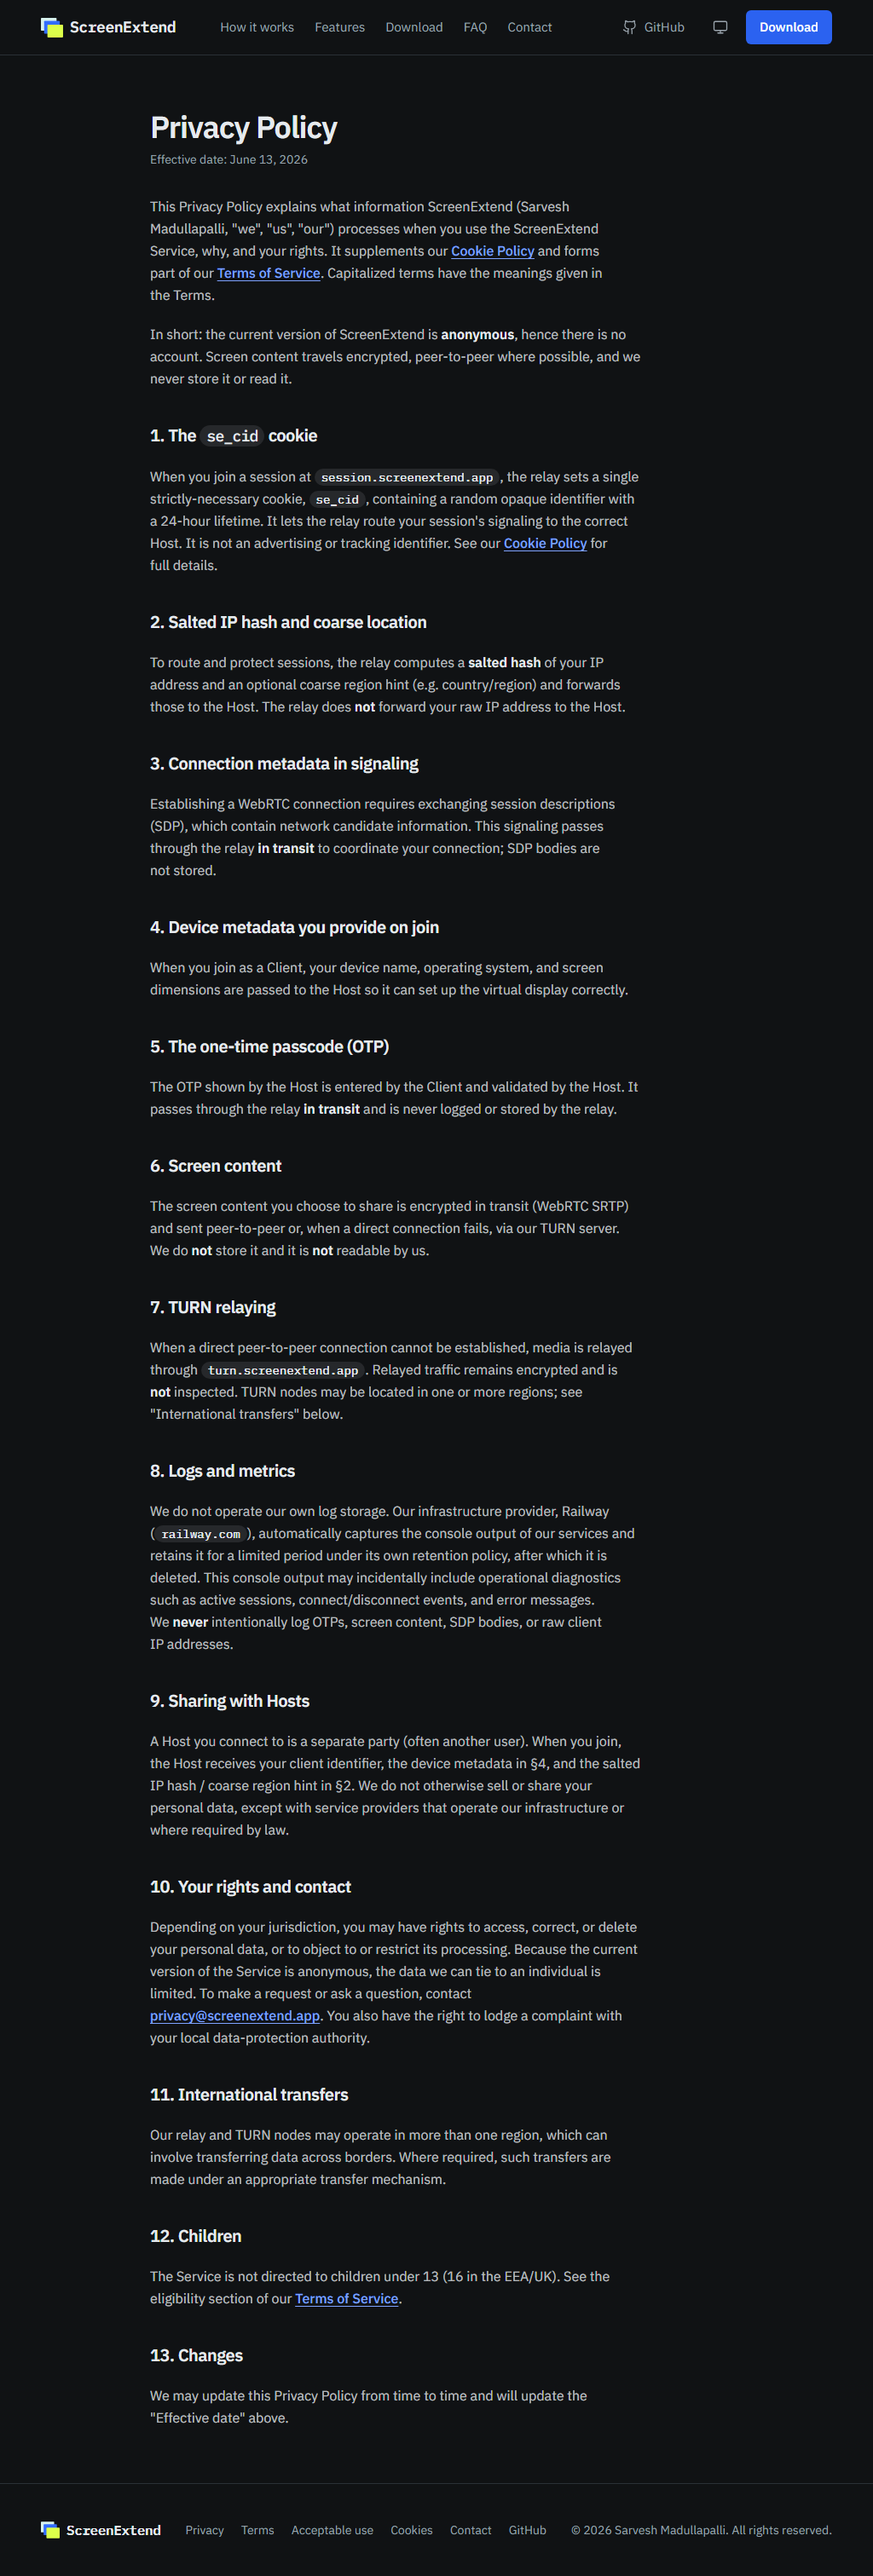 ScreenExtend
How it works
Features
Download
FAQ
Contact
GitHub
Download
Privacy Policy
Effective date: June 13, 2026
This Privacy Policy explains what information ScreenExtend (Sarvesh
Madullapalli, "we", "us", "our") processes when you use the ScreenExtend
Service, why, and your rights. It supplements our Cookie Policy and forms
part of our Terms of Service. Capitalized terms have the meanings given in
the Terms.
In short: the current version of ScreenExtend is anonymous, hence there is no
account. Screen content travels encrypted, peer-to-peer where possible, and we
never store it or read it.
1. The se_cid cookie
When you join a session at session.screenextend.app, the relay sets a single
strictly-necessary cookie, se_cid, containing a random opaque identifier with
a 24-hour lifetime. It lets the relay route your session's signaling to the correct
Host. It is not an advertising or tracking identifier. See our Cookie Policy for
full details.
2. Salted IP hash and coarse location
To route and protect sessions, the relay computes a salted hash of your IP
address and an optional coarse region hint (e.g. country/region) and forwards
those to the Host. The relay does not forward your raw IP address to the Host.
3. Connection metadata in signaling
Establishing a WebRTC connection requires exchanging session descriptions
(SDP), which contain network candidate information. This signaling passes
through the relay in transit to coordinate your connection; SDP bodies are
not stored.
4. Device metadata you provide on join
When you join as a Client, your device name, operating system, and screen
dimensions are passed to the Host so it can set up the virtual display correctly.
5. The one-time passcode (OTP)
The OTP shown by the Host is entered by the Client and validated by the Host. It
passes through the relay in transit and is never logged or stored by the relay.
6. Screen content
The screen content you choose to share is encrypted in transit (WebRTC SRTP)
and sent peer-to-peer or, when a direct connection fails, via our TURN server.
We do not store it and it is not readable by us.
7. TURN relaying
When a direct peer-to-peer connection cannot be established, media is relayed
through turn.screenextend.app. Relayed traffic remains encrypted and is
not inspected. TURN nodes may be located in one or more regions; see
"International transfers" below.
8. Logs and metrics
We do not operate our own log storage. Our infrastructure provider, Railway
(railway.com), automatically captures the console output of our services and
retains it for a limited period under its own retention policy, after which it is
deleted. This console output may incidentally include operational diagnostics
such as active sessions, connect/disconnect events, and error messages.
We never intentionally log OTPs, screen content, SDP bodies, or raw client
IP addresses.
9. Sharing with Hosts
A Host you connect to is a separate party (often another user). When you join,
the Host receives your client identifier, the device metadata in §4, and the salted
IP hash / coarse region hint in §2. We do not otherwise sell or share your
personal data, except with service providers that operate our infrastructure or
where required by law.
10. Your rights and contact
Depending on your jurisdiction, you may have rights to access, correct, or delete
your personal data, or to object to or restrict its processing. Because the current
version of the Service is anonymous, the data we can tie to an individual is
limited. To make a request or ask a question, contact
privacy@screenextend.app. You also have the right to lodge a complaint with
your local data-protection authority.
11. International transfers
Our relay and TURN nodes may operate in more than one region, which can
involve transferring data across borders. Where required, such transfers are
made under an appropriate transfer mechanism.
12. Children
The Service is not directed to children under 13 (16 in the EEA/UK). See the
eligibility section of our Terms of Service.
13. Changes
We may update this Privacy Policy from time to time and will update the
"Effective date" above.
ScreenExtend
Privacy
Terms
Acceptable use
Cookies
Contact
GitHub
© 2026 Sarvesh Madullapalli. All rights reserved.